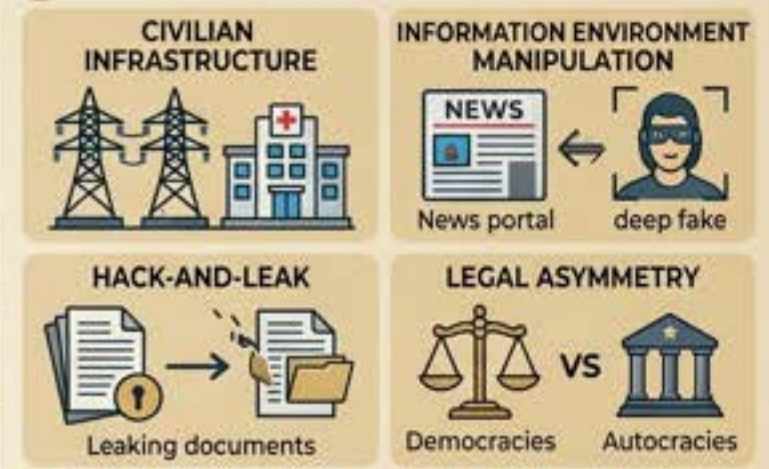 CIVILIAN
INFRASTRUCTURE
INFORMATION ENVIRONMENT
MANIPULATION
NEWS
News portal
deep fake
HACK-AND-LEAK
Leaking documents
LEGAL ASYMMETRY
VS
Democracies
Autocracies